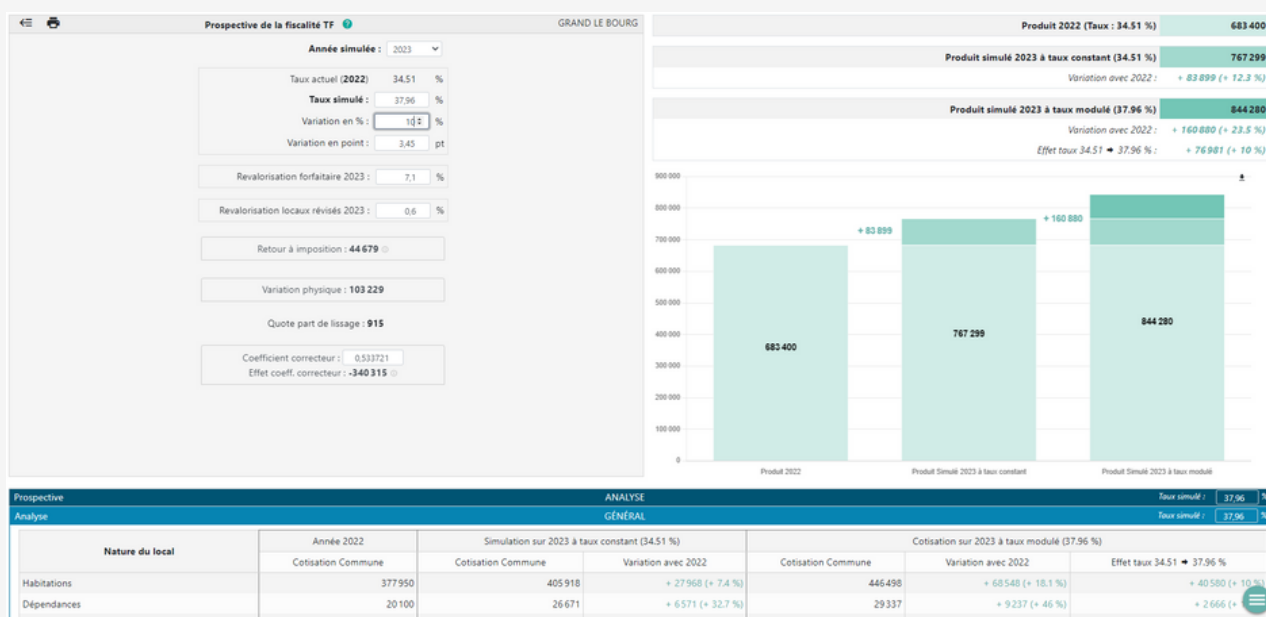 Prospective de la fiscalité TF ?
GRAND LE BOURG
Année simulée : 2023
Taux actuel (2022) 34.51 %
Taux simulé : 37,96 %
Variation en % : 10 %
Variation en point : 3,45 pt
Revalorisation forfaitaire 2023 : 7,1 %
Revalorisation locaux révisés 2023 : 0,6 %
Retour à imposition : 44 679
Variation physique : 103 229
Quote part de lissage : 915
Coefficient correcteur : 0,533721
Effet coeff. correcteur : -340 315
Produit 2022 (Taux : 34.51 %) 683 400
Produit simulé 2023 à taux constant (34.51 %) 767 299
Variation avec 2022 : + 83 899 (+ 12.3 %)
Produit simulé 2023 à taux modulé (37.96 %) 844 280
Variation avec 2022 : + 160 880 (+ 23.5 %)
Effet taux 34.51 ➜ 37.96 % : + 76 981 (+ 10 %)
900 000
800 000
700 000
600 000
500 000
400 000
300 000
200 000
100 000
0
+ 83 899
+ 160 880
683 400
767 299
844 280
Produit 2022
Produit Simulé 2023 à taux constant
Produit Simulé 2023 à taux modulé
Prospective ANALYSE Taux simulé : 37,96 %
Analyse GÉNÉRAL Taux simulé : 37,96 %
Nature du local
Année 2022 Simulation sur 2023 à taux constant (34.51 %) Cotisation sur 2023 à taux modulé (37.96 %)
Cotisation Commune Cotisation Commune Variation avec 2022 Cotisation Commune Variation avec 2022 Effet taux 34.51 ➜ 37.96 %
Habitations 377 950 405 918 + 27 968 (+ 7.4 %) 446 498 + 68 548 (+ 18.1 %) + 40 580 (+ 10 %)
Dépendances 20 100 26 671 + 6 571 (+ 32.7 %) 29 337 + 9 237 (+ 46 %) + 2 666 (+